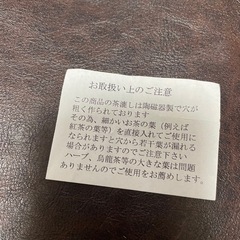 お取扱い上のご注意
この商品の茶漉しは陶磁器製で穴が
粗く作られております
その為、細かいお茶の葉（例えば
紅茶の葉等）を直接入れてご使用に
なられますと穴から若干葉が漏れる
場合がありますのでご注意下さい
ハーブ、烏龍茶等の大きな葉は問題
ありませんのでご使用をお薦めします。